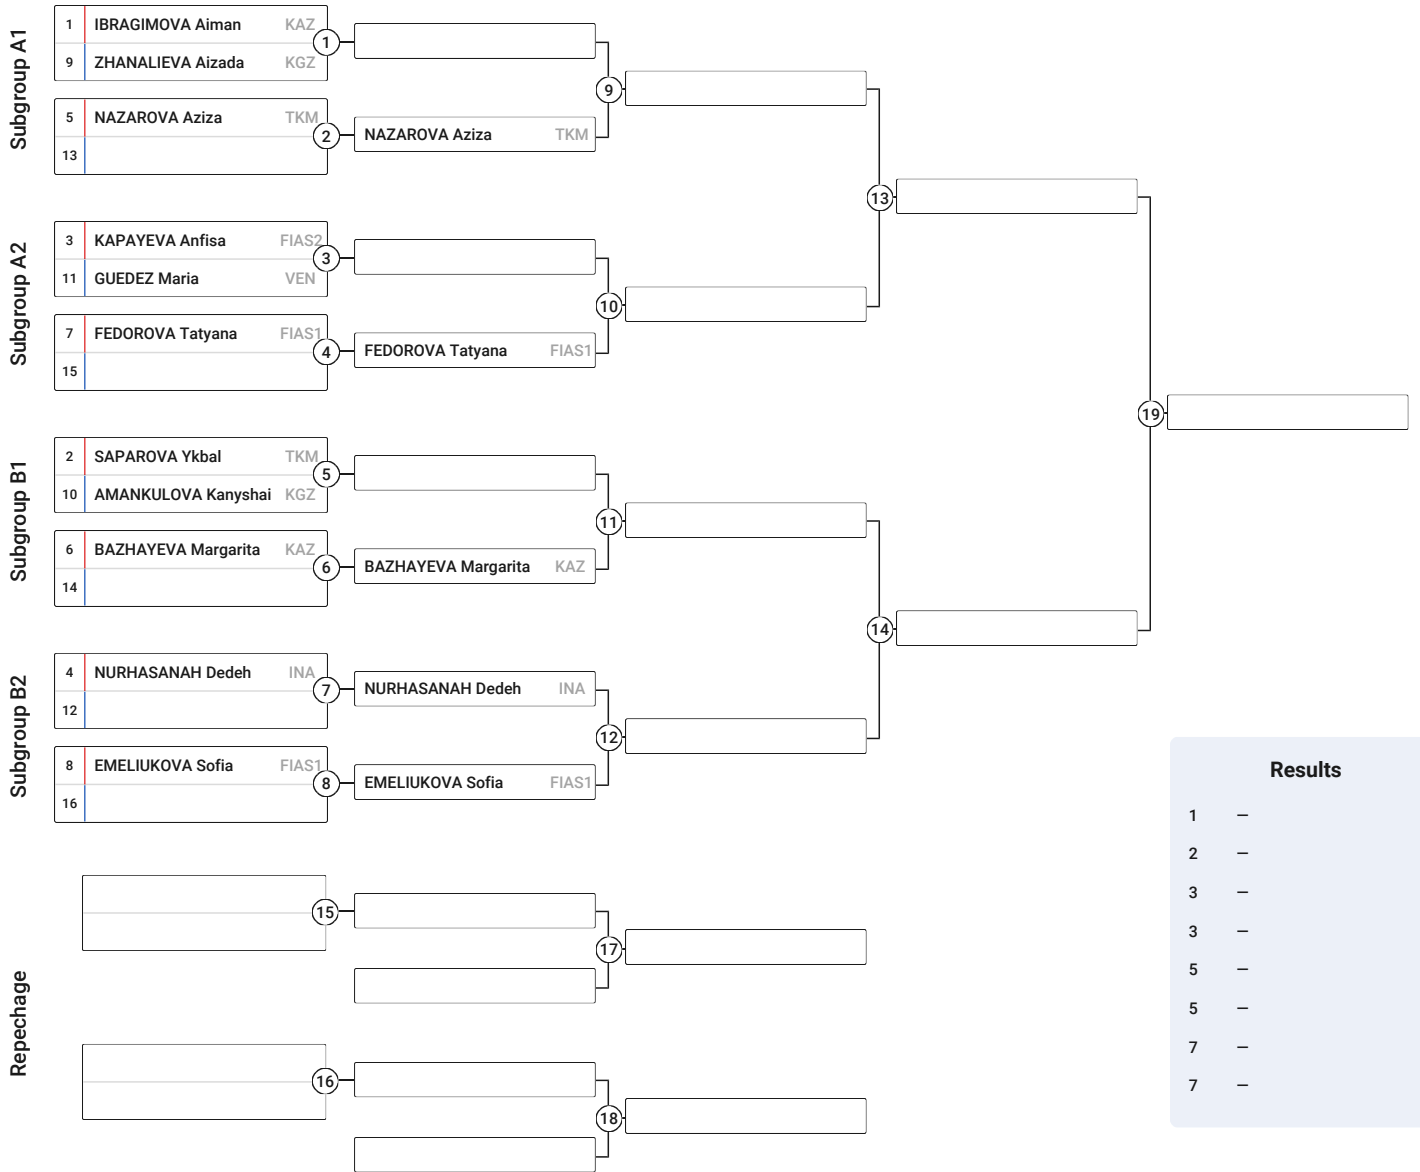 Subgroup A1
1 IBRAGIMOVA Aiman KAZ
9 ZHANALIEVA Aizada KGZ
1
5 NAZAROVA Aziza TKM
13
2
NAZAROVA Aziza TKM
9
Subgroup A2
3 KAPAYEVA Anfisa FIAS2
11 GUEDEZ Maria VEN
3
7 FEDOROVA Tatyana FIAS1
15
4
FEDOROVA Tatyana FIAS1
10
13
Subgroup B1
2 SAPAROVA Ykbal TKM
10 AMANKULOVA Kanyshai KGZ
5
6 BAZHAYEVA Margarita KAZ
14
6
BAZHAYEVA Margarita KAZ
11
Subgroup B2
4 NURHASANAH Dedeh INA
12
7
NURHASANAH Dedeh INA
8 EMELIUKOVA Sofia FIAS1
16
8
EMELIUKOVA Sofia FIAS1
12
14
19
Repechage
15
17
16
18
Results
1 –
2 –
3 –
3 –
5 –
5 –
7 –
7 –